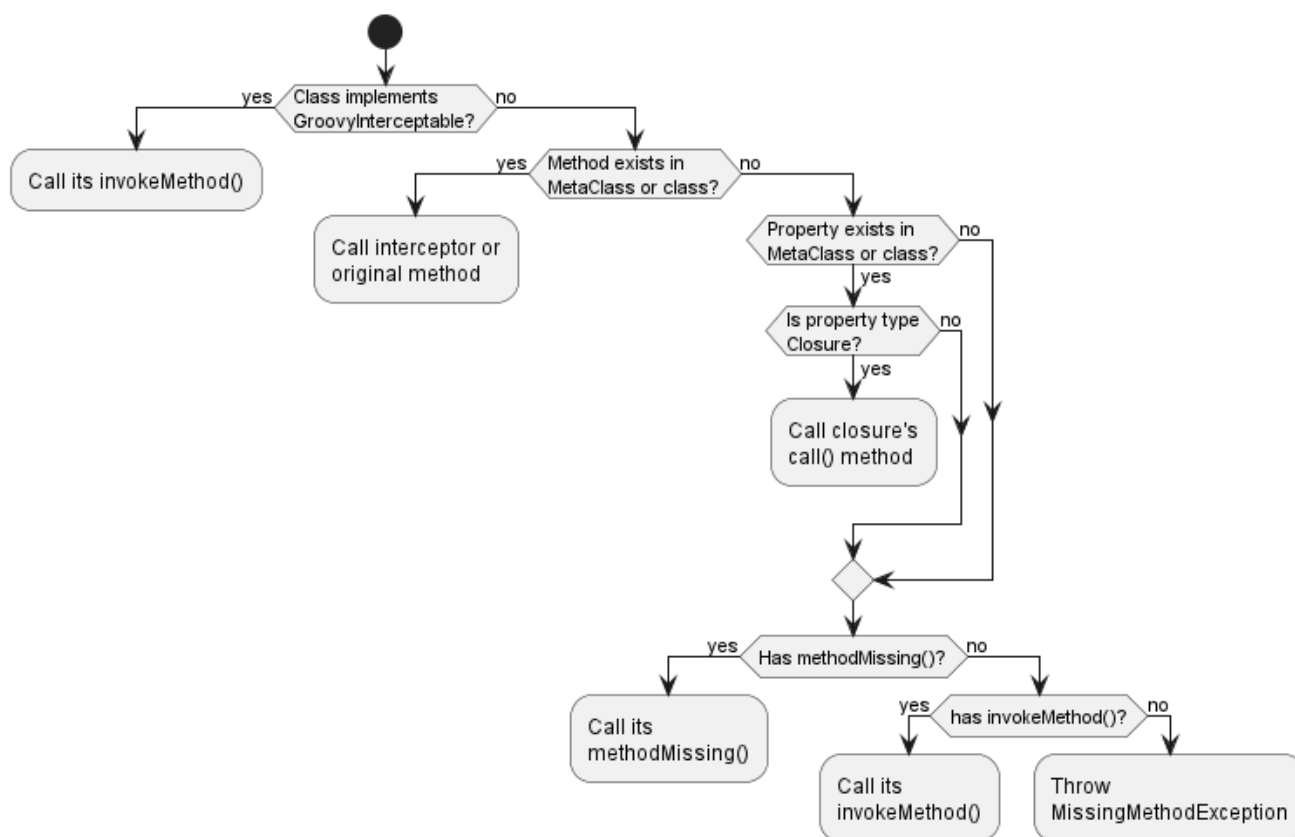 yes
Class implements
GroovyInterceptable?
no
Call its invokeMethod()
yes
Method exists in
MetaClass or class?
no
Call interceptor or
original method
Property exists in
MetaClass or class?
no
yes
Is property type
Closure?
no
yes
Call closure's
call() method
yes
Has methodMissing()?
no
Call its
methodMissing()
yes
has invokeMethod()?
no
Call its
invokeMethod()
Throw
MissingMethodException